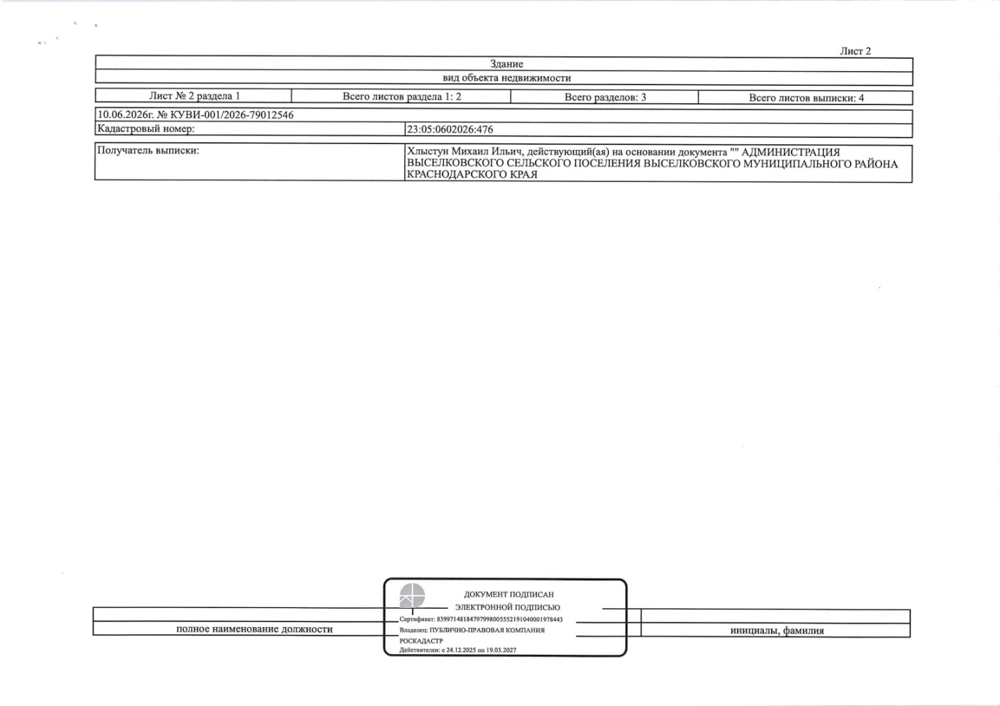 Лист 2
Здание
вид объекта недвижимости
Лист № 2 раздела 1
Всего листов раздела 1: 2
Всего разделов: 3
Всего листов выписки: 4
10.06.2026г. № КУВИ-001/2026-79012546
Кадастровый номер:
23:05:0602026:476
Получатель выписки:
Хлыстун Михаил Ильич, действующий(ая) на основании документа "" АДМИНИСТРАЦИЯ
ВЫСЕЛКОВСКОГО СЕЛЬСКОГО ПОСЕЛЕНИЯ ВЫСЕЛКОВСКОГО МУНИЦИПАЛЬНОГО РАЙОНА
КРАСНОДАРСКОГО КРАЯ
ДОКУМЕНТ ПОДПИСАН
ЭЛЕКТРОННОЙ ПОДПИСЬЮ
Сертификат: 83997148184797998005552191040001978443
Владелец: ПУБЛИЧНО-ПРАВОВАЯ КОМПАНИЯ
РОСКАДАСТР
Действителен: с 24.12.2025 по 19.03.2027
полное наименование должности
инициалы, фамилия